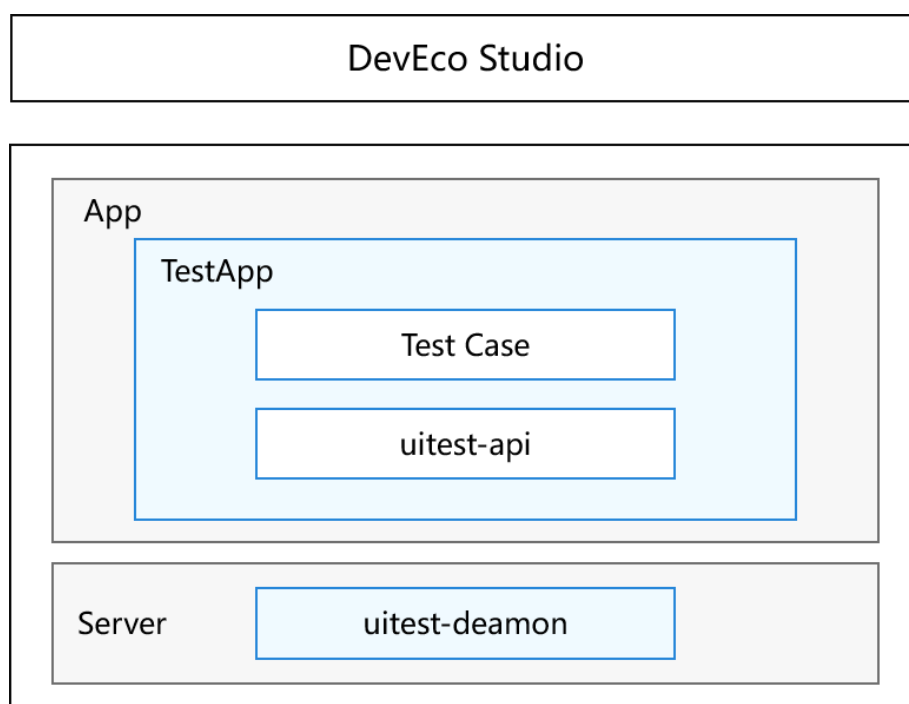 DevEco Studio
App
TestApp
Test Case
uitest-api
Server
uitest-deamon